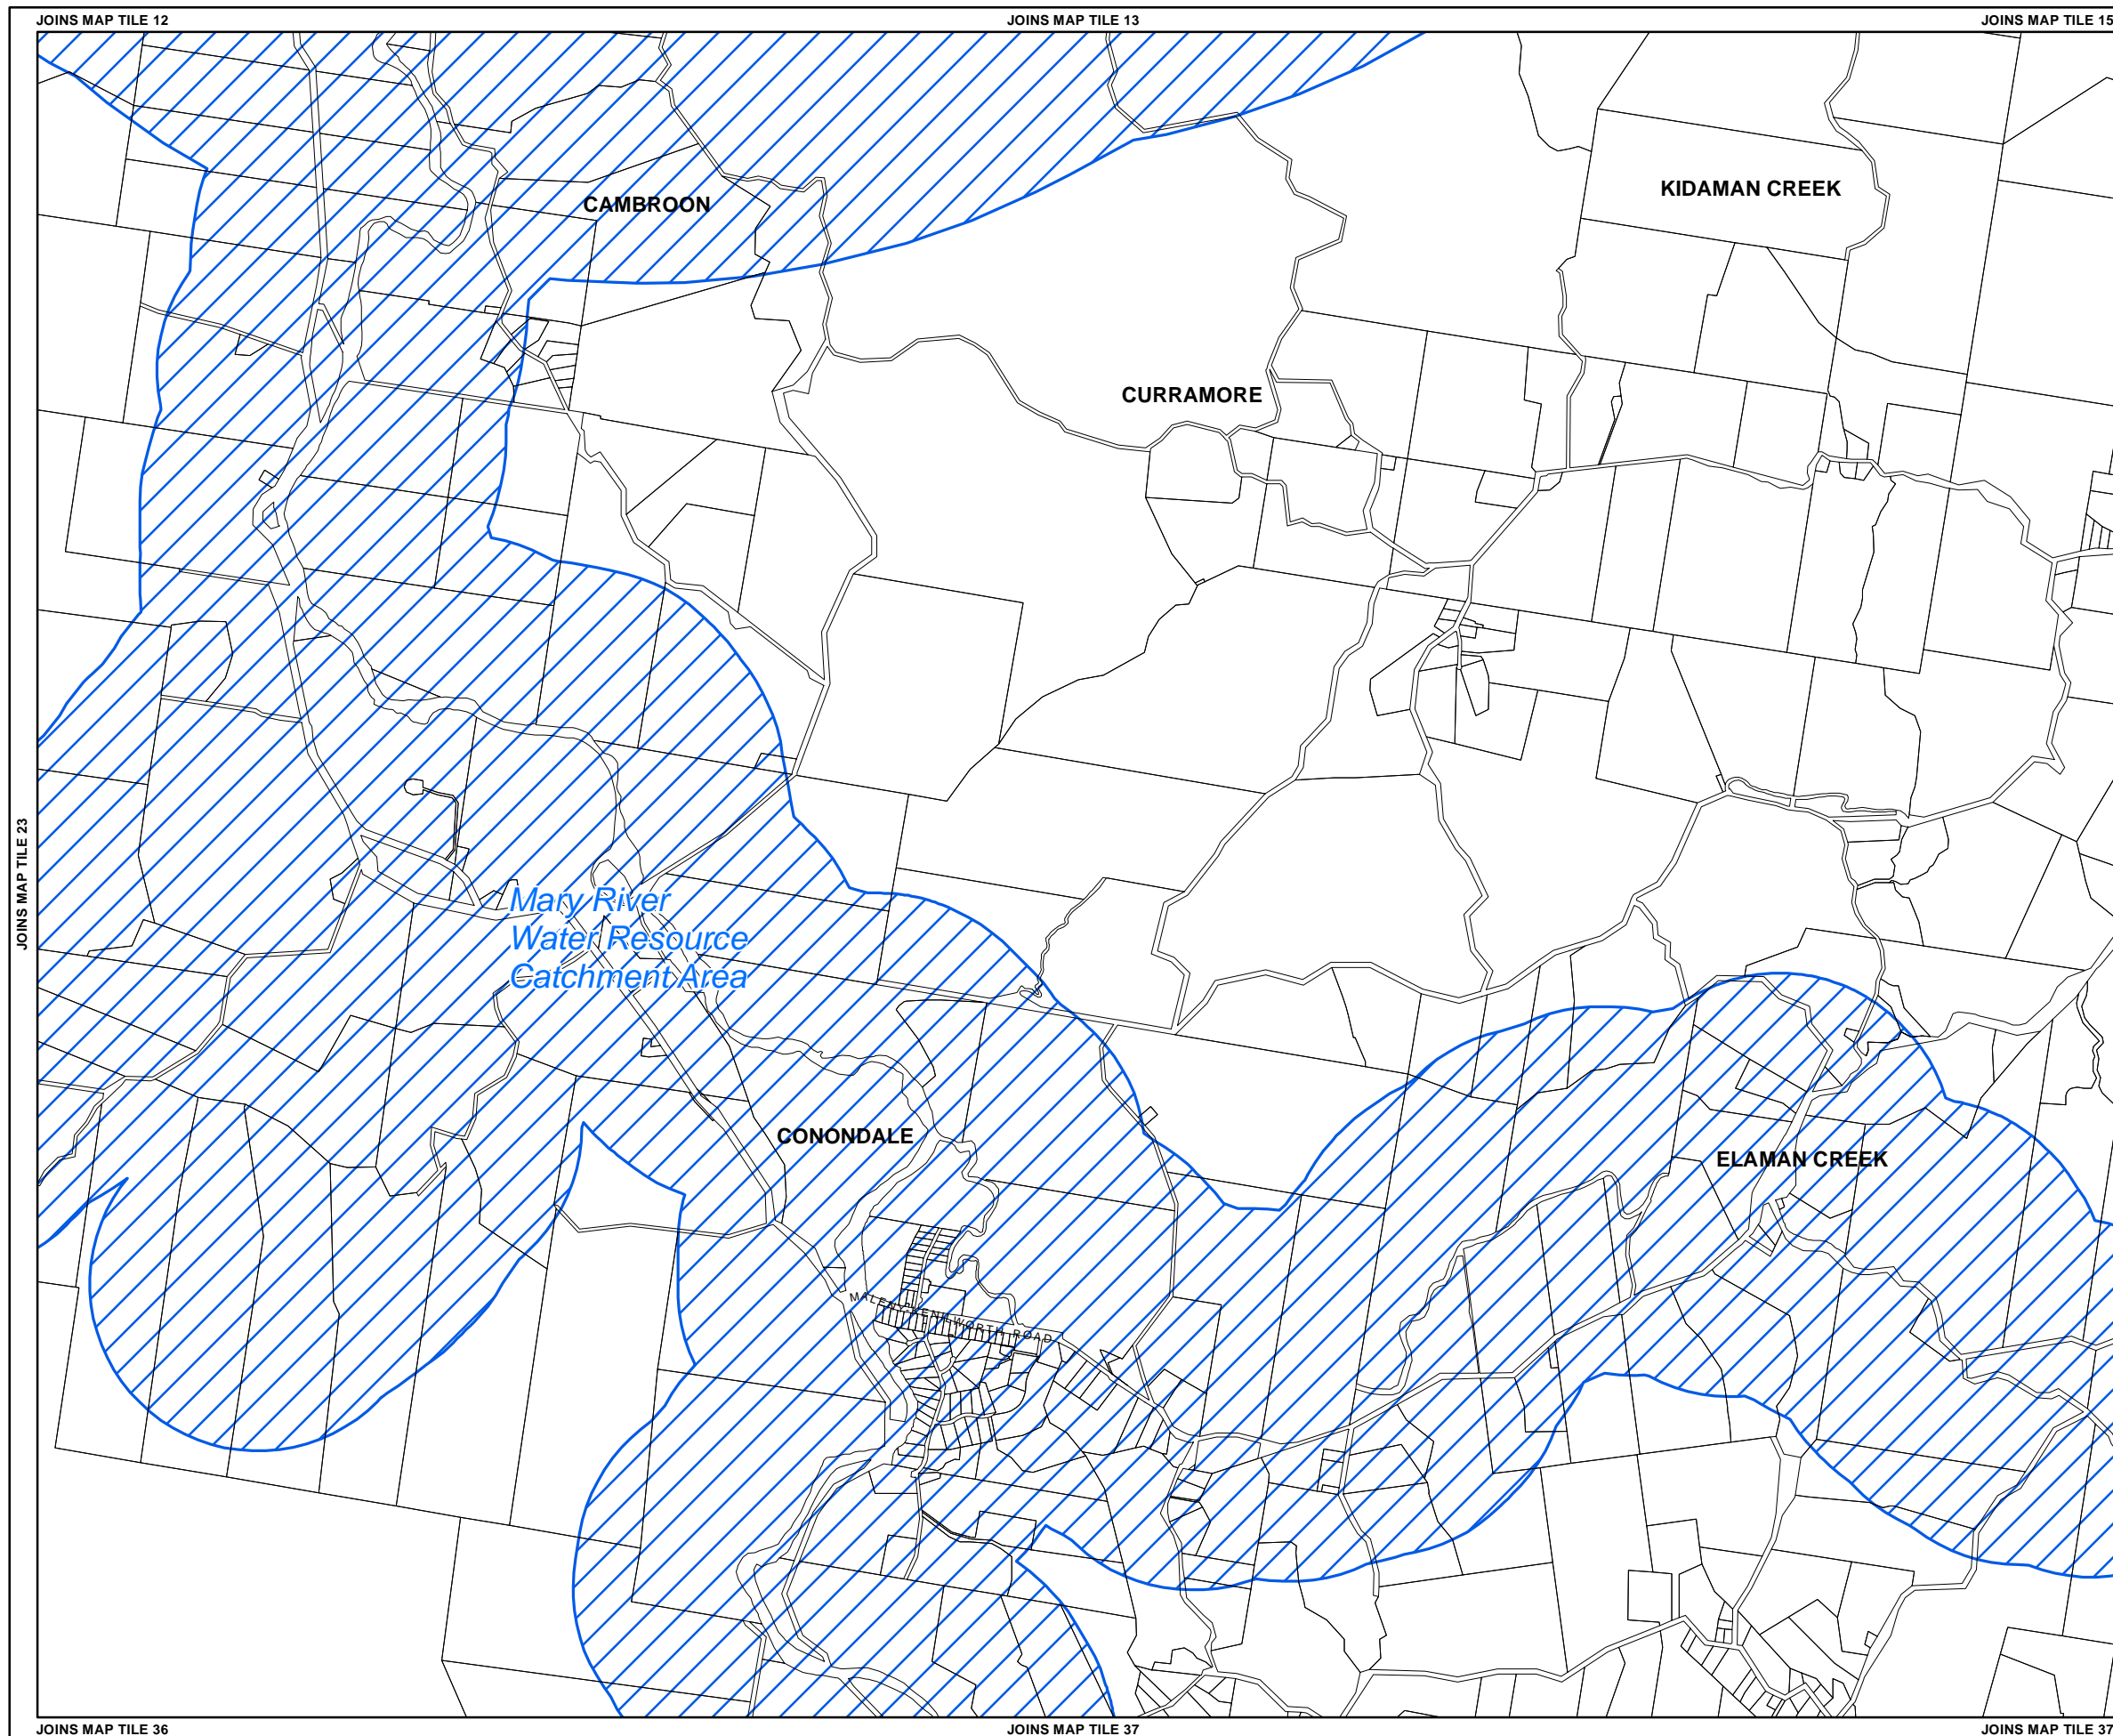 JOINS MAP TILE 12
JOINS MAP TILE 13
JOINS MAP TILE 15
KIDAMAN CREEK
CAMBROON
CURRAMORE
JOINS MAP TILE 23
Mary River
Water Resource
Catchment Area
CONONDALE
ELAMAN CREEK
MALENY KENILWORTH ROAD
JOINS MAP TILE 36
JOINS MAP TILE 37
JOINS MAP TILE 37